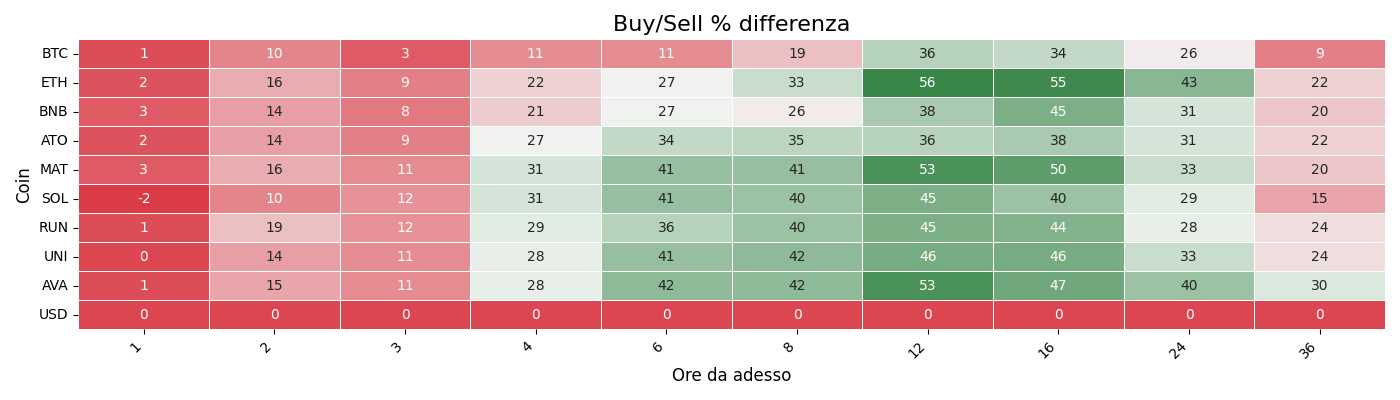 Buy/Sell % differenza
BTC 1 10 3 11 11 19 36 34 26 9
ETH 2 16 9 22 27 33 56 55 43 22
BNB 3 14 8 21 27 26 38 45 31 20
ATO 2 14 9 27 34 35 36 38 31 22
MAT 3 16 11 31 41 41 53 50 33 20
SOL -2 10 12 31 41 40 45 40 29 15
RUN 1 19 12 29 36 40 45 44 28 24
UNI 0 14 11 28 41 42 46 46 33 24
AVA 1 15 11 28 42 42 53 47 40 30
USD 0 0 0 0 0 0 0 0 0 0
Coin
1 2 3 4 6 8 12 16 24 36
Ore da adesso